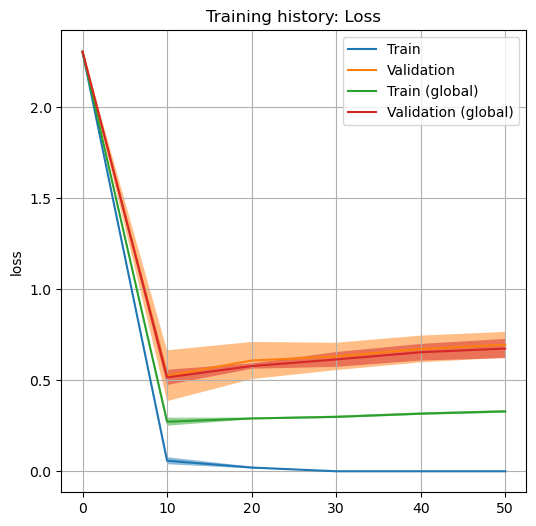 Training history: Loss
Train
Validation
Train (global)
Validation (global)
loss
2.0
1.5
1.0
0.5
0.0
0 10 20 30 40 50